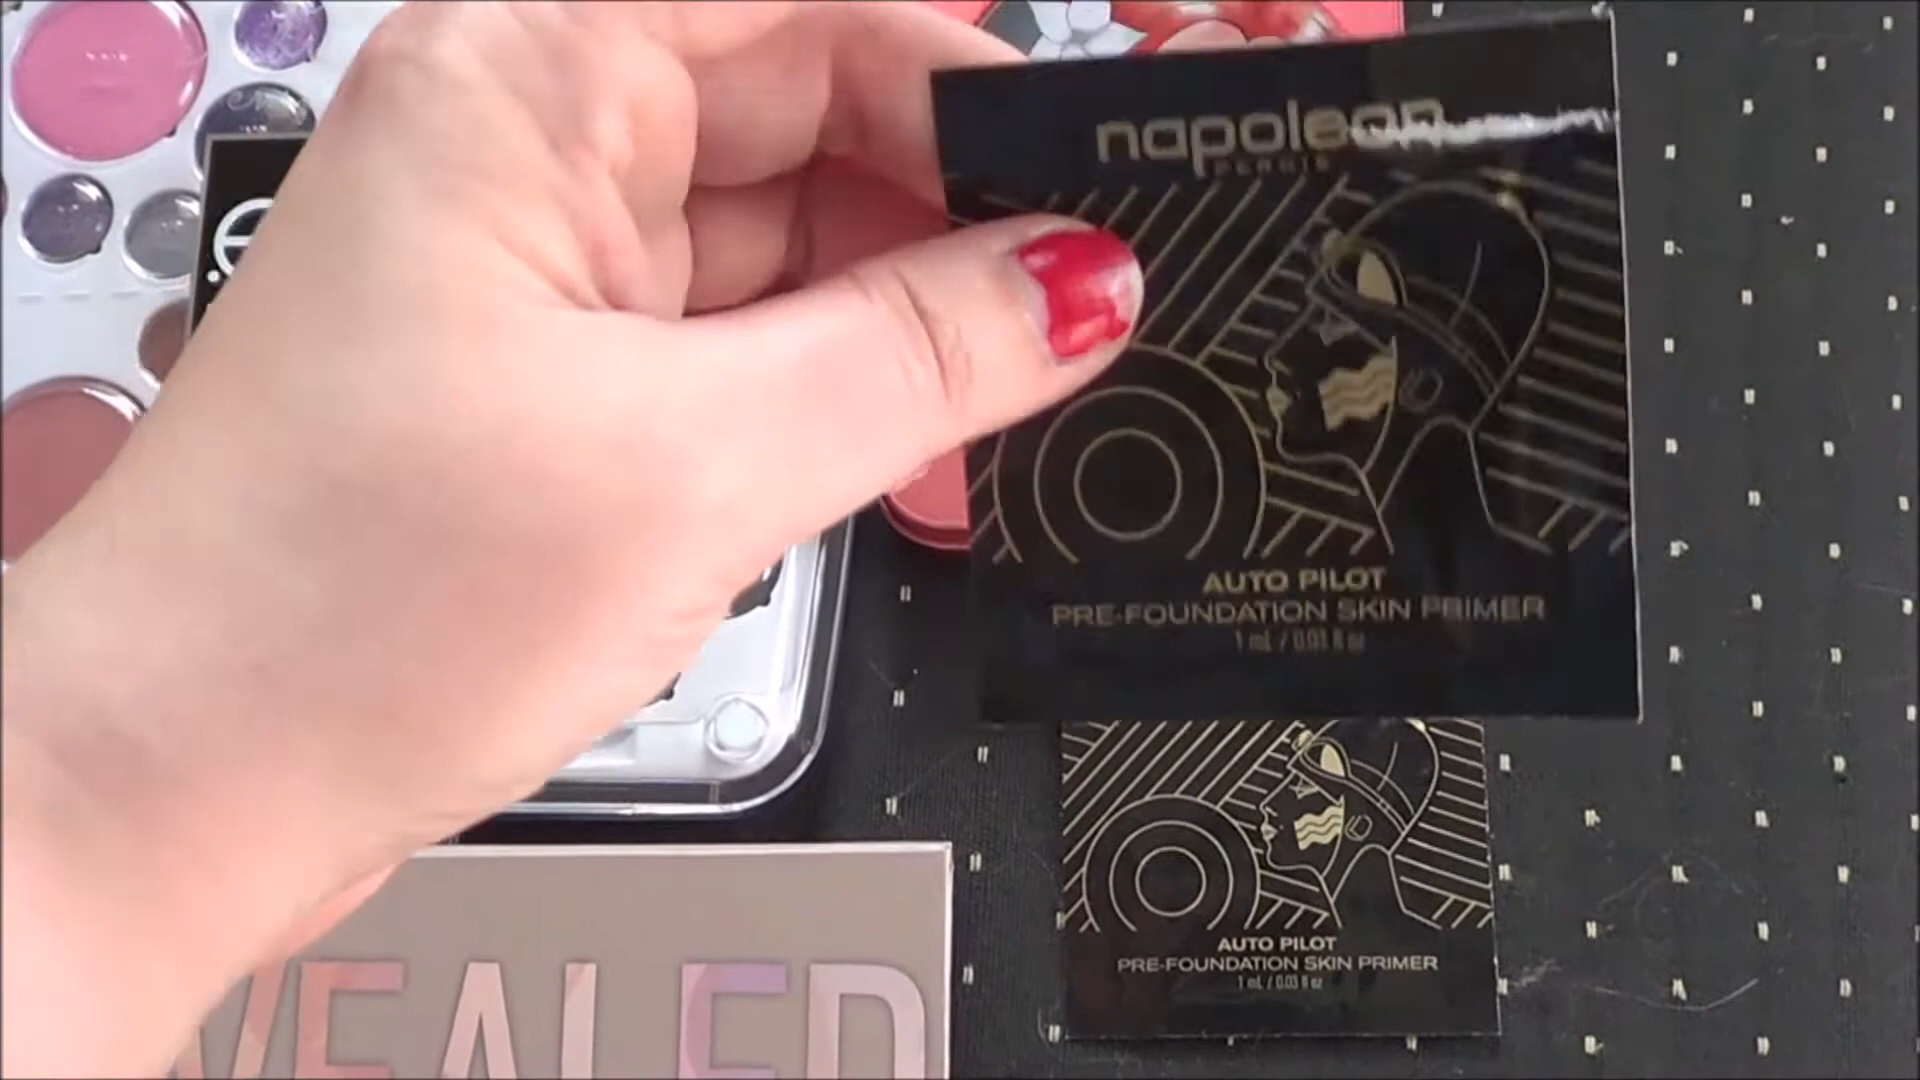 napoleon
PERDIS
AUTO PILOT
PRE-FOUNDATION SKIN PRIMER
1 mL / 0.03 fl oz
AUTO PILOT
PRE-FOUNDATION SKIN PRIMER
1 mL / 0.03 fl oz
VEALED